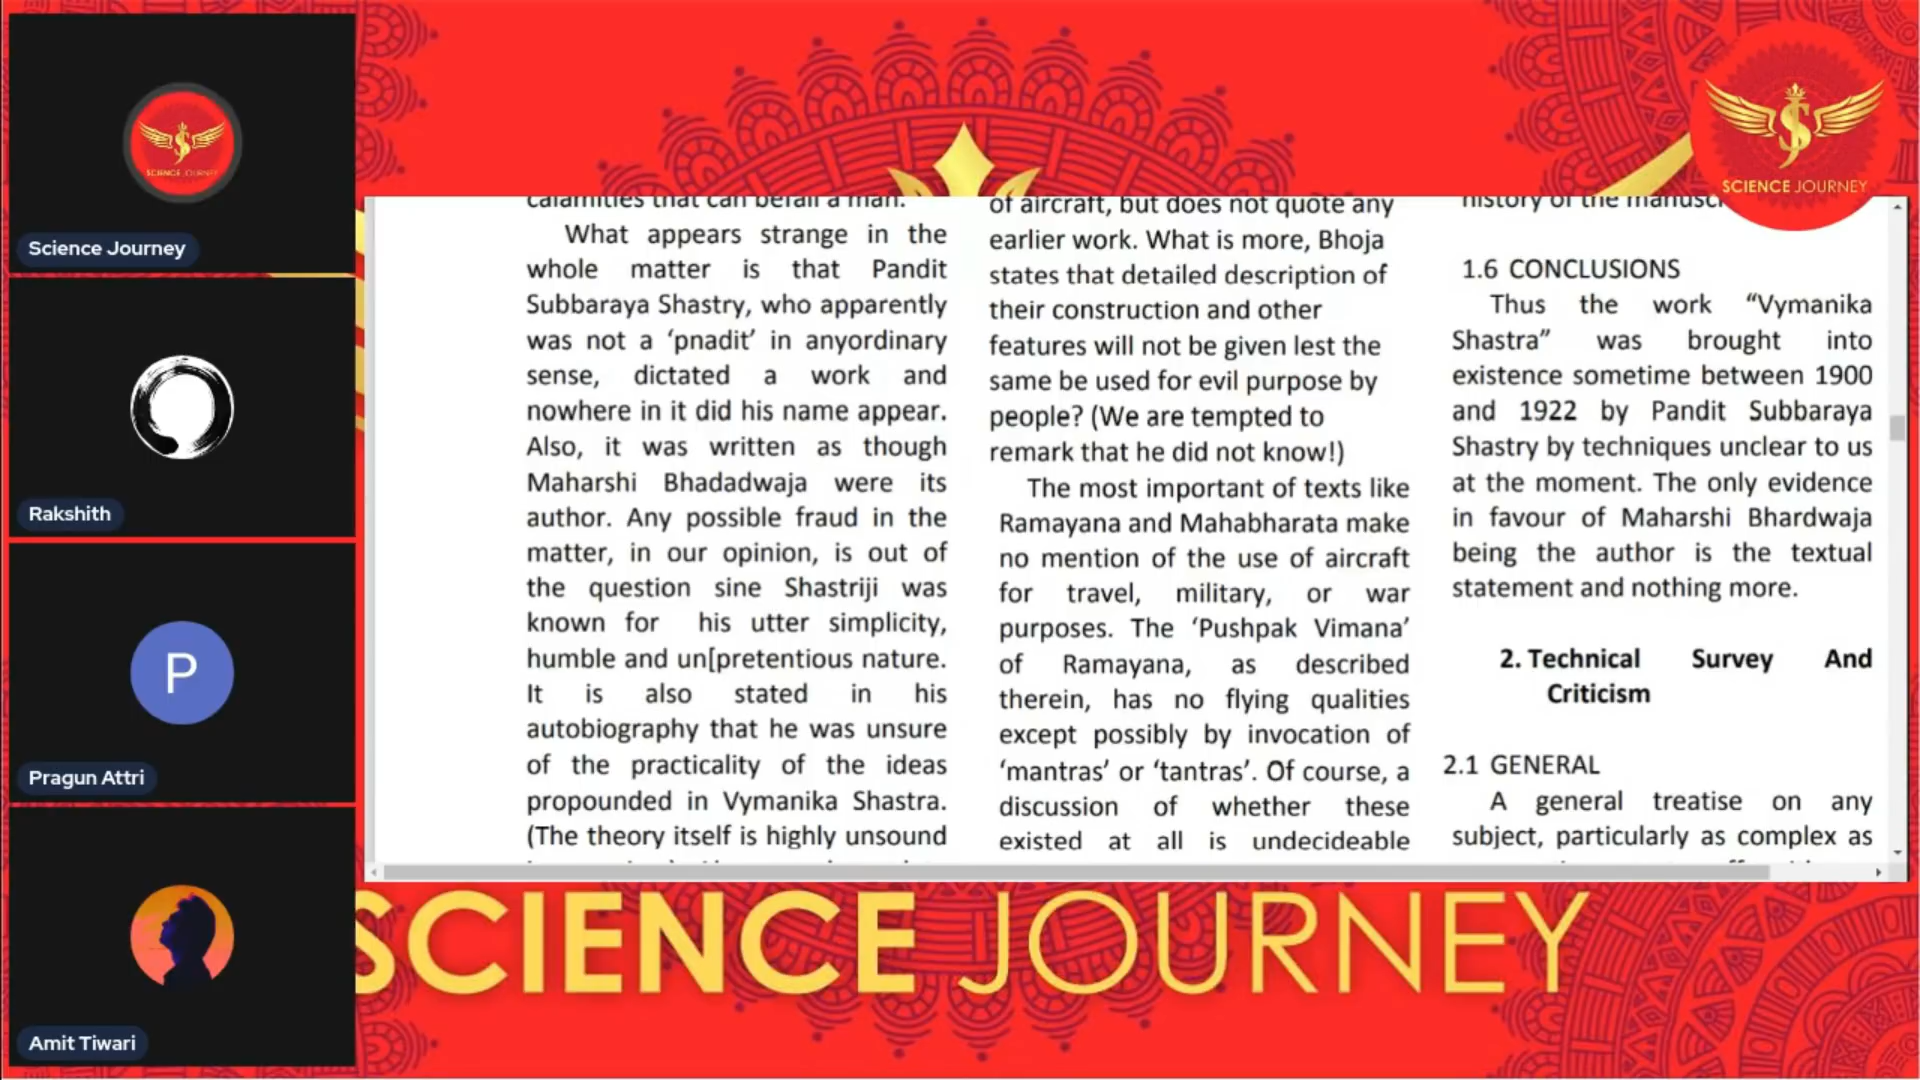 Science Journey
Rakshith
Pragun Attri
Amit Tiwari
SCIENCE JOURNEY
SCIENCE JOURNEY
calamities that can befall a man.
What appears strange in the
whole matter is that Pandit
Subbaraya Shastry, who apparently
was not a ‘pnadit’ in anyordinary
sense, dictated a work and
nowhere in it did his name appear.
Also, it was written as though
Maharshi Bhadadwaja were its
author. Any possible fraud in the
matter, in our opinion, is out of
the question sine Shastriji was
known for his utter simplicity,
humble and un[pretentious nature.
It is also stated in his
autobiography that he was unsure
of the practicality of the ideas
propounded in Vymanika Shastra.
(The theory itself is highly unsound
of aircraft, but does not quote any
earlier work. What is more, Bhoja
states that detailed description of
their construction and other
features will not be given lest the
same be used for evil purpose by
people? (We are tempted to
remark that he did not know!)
The most important of texts like
Ramayana and Mahabharata make
no mention of the use of aircraft
for travel, military, or war
purposes. The ‘Pushpak Vimana’
of Ramayana, as described
therein, has no flying qualities
except possibly by invocation of
‘mantras’ or ‘tantras’. Of course, a
discussion of whether these
existed at all is undecideable
history of the
1.6 CONCLUSIONS
Thus the work “Vymanika
Shastra” was brought into
existence sometime between 1900
and 1922 by Pandit Subbaraya
Shastry by techniques unclear to us
at the moment. The only evidence
in favour of Maharshi Bhardwaja
being the author is the textual
statement and nothing more.
2. Technical Survey And
Criticism
2.1 GENERAL
A general treatise on any
subject, particularly as complex as
P
SCIENCE JOURNEY